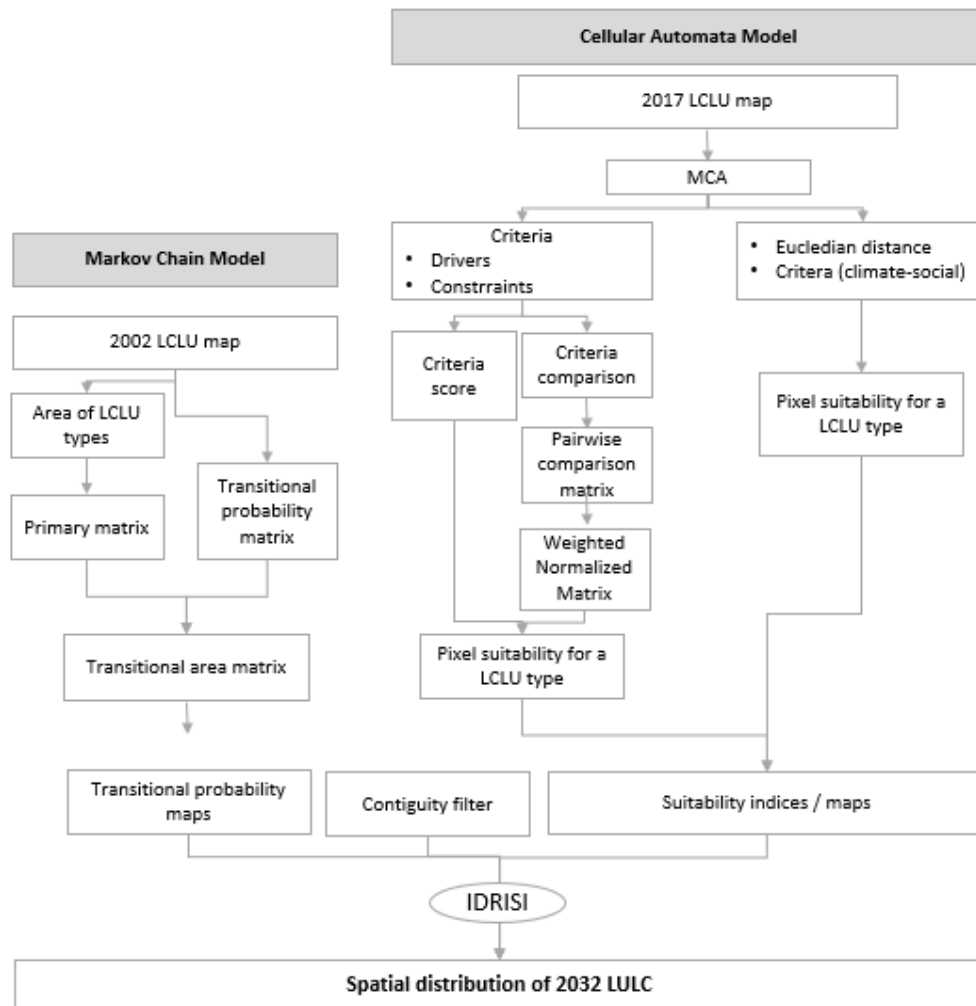 Cellular Automata Model
2017 LCLU map
MCA
Criteria
• Drivers
• Constrraints
• Eucledian distance
• Critera (climate-social)
Markov Chain Model
2002 LCLU map
Area of LCLU
types
Primary matrix
Transitional
probability
matrix
Transitional area matrix
Transitional probability
maps
Criteria
score
Criteria
comparison
Pairwise
comparison
matrix
Weighted
Normalized
Matrix
Pixel suitability for a
LCLU type
Pixel suitability for a
LCLU type
Contiguity filter
Suitability indices / maps
IDRISI
Spatial distribution of 2032 LULC